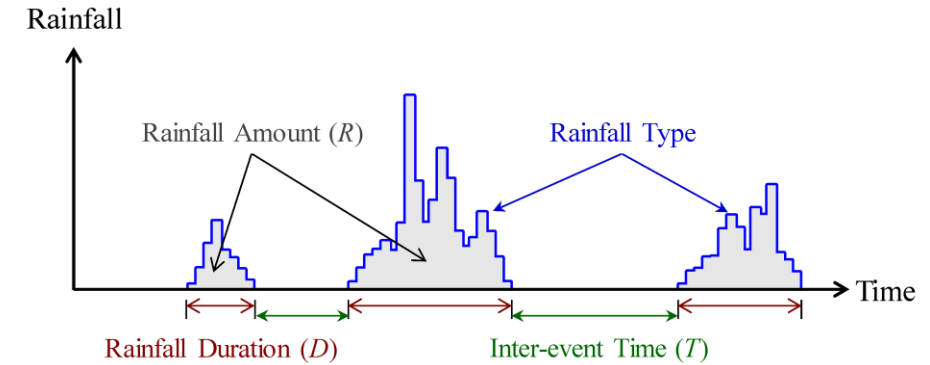 Rainfall
Rainfall Amount (R)
Rainfall Type
Time
Rainfall Duration (D)
Inter-event Time (T)